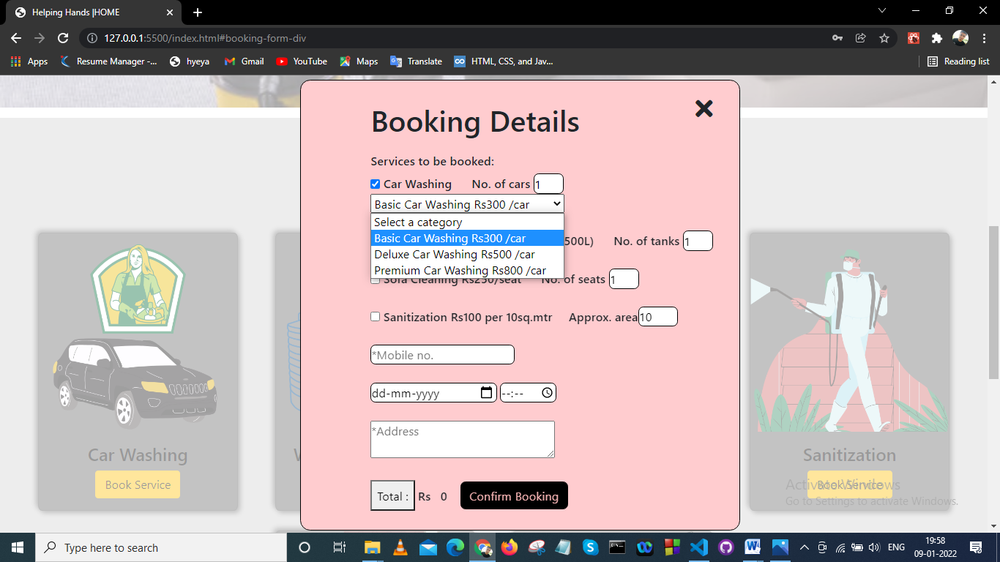 Helping Hands |HOME
127.0.0.1:5500/index.html#booking-form-div
Apps Resume Manager -... hyeya Gmail YouTube Maps Translate HTML, CSS, and Jav... Reading list
Booking Details
Services to be booked:
Car Washing No. of cars 1
Basic Car Washing Rs300 /car
Select a category
Basic Car Washing Rs300 /car
500L) No. of tanks 1
Deluxe Car Washing Rs500 /car
Premium Car Washing Rs800 /car
Sofa Cleaning Rs250/seat No. of seats 1
Sanitization Rs100 per 10sq.mtr Approx. area 10
*Mobile no.
dd-mm-yyyy --:--
*Address
Car Washing
Book Service
Sanitization
Book Service
Total : Rs 0 Confirm Booking
Activate Windows
Go to Settings to activate Windows.
Type here to search
ENG
19:58
09-01-2022